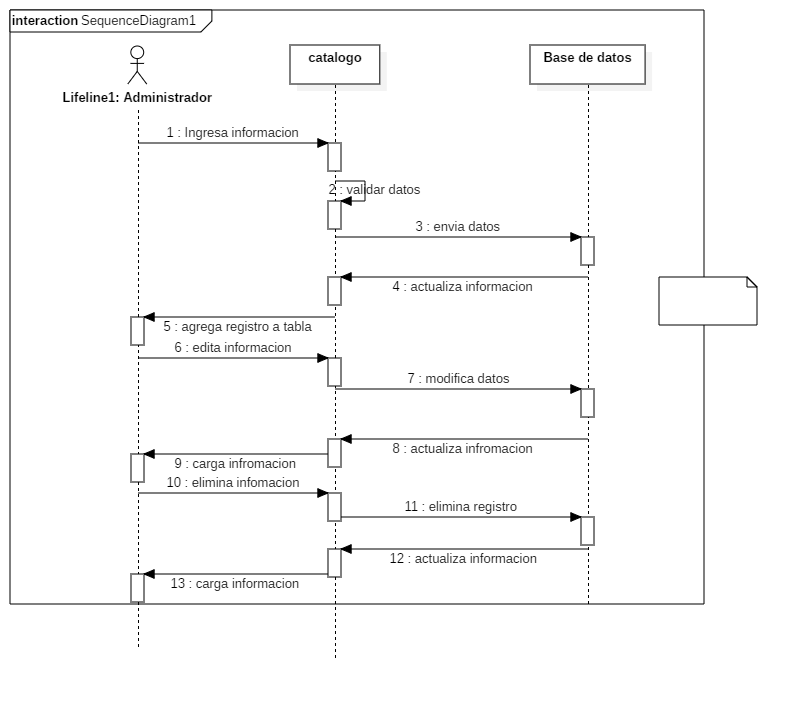 interaction SequenceDiagram1
catalogo
Base de datos
Lifeline1: Administrador
1 : Ingresa informacion
2 : validar datos
3 : envia datos
4 : actualiza informacion
5 : agrega registro a tabla
6 : edita informacion
7 : modifica datos
8 : actualiza infromacion
9 : carga infromacion
10 : elimina infomacion
11 : elimina registro
12 : actualiza informacion
13 : carga informacion